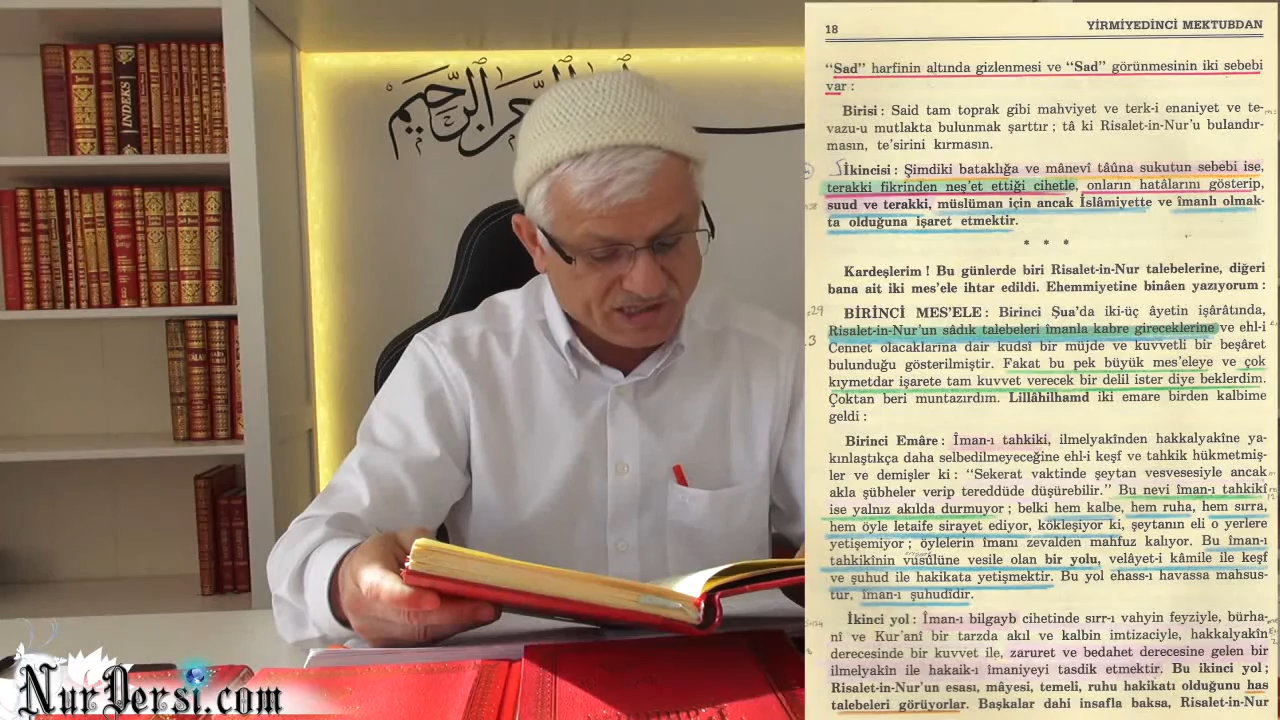 INDEKS
الرحيم
NurDersi.com
18 YİRMİYEDİNCİ MEKTUBDAN
“Sad” harfinin altında gizlenmesi ve “Sad” görünmesinin iki sebebi
var :
Birisi : Said tam toprak gibi mahviyet ve terk-i enaniyet ve te-
vazu-u mutlakta bulunmak şarttır ; tâ ki Risalet-in-Nur'u bulandır-
masın, te'sirini kırmasın.
İkincisi : Şimdiki bataklığa ve mânevî tâûna sukutun sebebi ise,
terakki fikrinden neş'et ettiği cihetle, onların hatâlarını gösterip,
suud ve terakki, müslüman için ancak İslâmiyette ve îmanlı olmak-
ta olduğuna işaret etmektir.
* * *
Kardeşlerim ! Bu günlerde biri Risalet-in-Nur talebelerine, diğeri
bana ait iki mes'ele ihtar edildi. Ehemmiyetine binâen yazıyorum :
BİRİNCİ MES'ELE : Birinci Şua'da iki-üç âyetin işârâtında,
Risalet-in-Nur'un sâdık talebeleri îmanla kabre gireceklerine ve ehl-i
Cennet olacaklarına dair kudsî bir müjde ve kuvvetli bir beşâret
bulunduğu gösterilmiştir. Fakat bu pek büyük mes'eleye ve çok
kıymetdar işarete tam kuvvet verecek bir delil ister diye beklerdim.
Çoktan beri muntazırdım. Lillâhilhamd iki emare birden kalbime
geldi :
Birinci Emâre : Îman-ı tahkiki, ilmelyakînden hakkalyakîne ya-
kınlaştıkça daha selbedilmeyeceğine ehl-i keşf ve tahkik hükmetmiş-
ler ve demişler ki : “Sekerat vaktinde şeytan vesvesesiyle ancak
akla şübheler verip tereddüde düşürebilir.” Bu nevi îman-ı tahkikî
ise yalnız akılda durmuyor ; belki hem kalbe, hem ruha, hem sırra,
hem öyle letaife sirayet ediyor, kökleşiyor ki, şeytanın eli o yerlere
yetişemiyor ; öylelerin îmanı zevalden mahfuz kalıyor. Bu îman-ı
tahkikînin vüsûlüne vesile olan bir yolu, velâyet-i kâmile ile keşf
ve şuhud ile hakikata yetişmektir. Bu yol ehass-ı havassa mahsus-
tur, îman-ı şuhudîdir.
İkinci yol : Îman-ı bilgayb cihetinde sırr-ı vahyin feyziyle, bürha-
nî ve Kur'anî bir tarzda akıl ve kalbin imtizaciyle, hakkalyakîn
derecesinde bir kuvvet ile, zaruret ve bedahet derecesine gelen bir
ilmelyakîn ile hakaik-ı imaniyeyi tasdik etmektir. Bu ikinci yol ;
Risalet-in-Nur'un esası, mâyesi, temeli, ruhu hakikatı olduğunu has
talebeleri görüyorlar. Başkalar dahi insafla baksa, Risalet-in-Nur